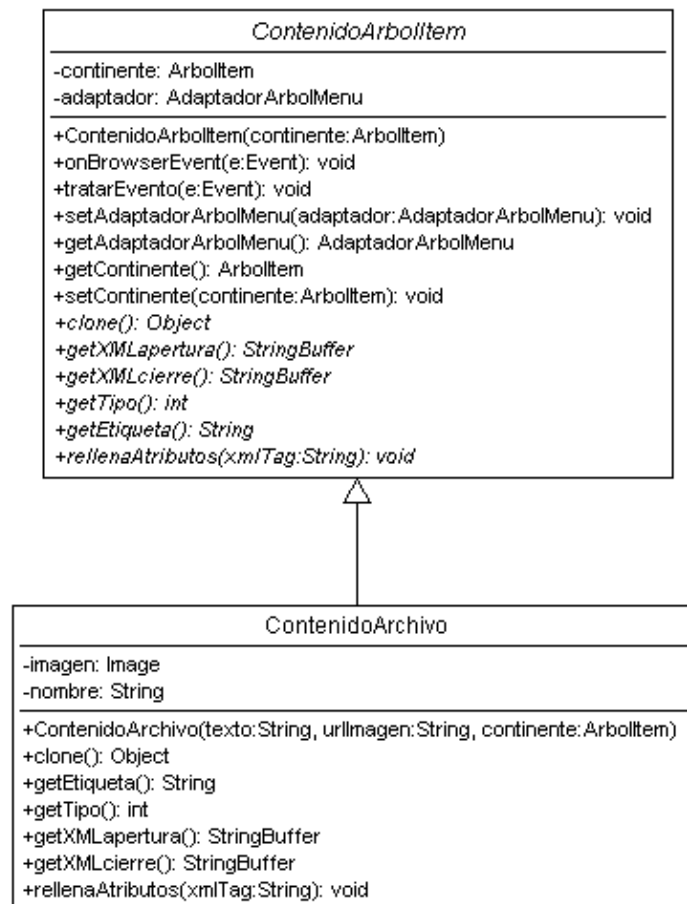 ContenidoArbolItem
-continente: ArbolItem
-adaptador: AdaptadorArbolMenu
+ContenidoArbolItem(continente:ArbolItem)
+onBrowserEvent(e:Event): void
+tratarEvento(e:Event): void
+setAdaptadorArbolMenu(adaptador:AdaptadorArbolMenu): void
+getAdaptadorArbolMenu(): AdaptadorArbolMenu
+getContinente(): ArbolItem
+setContinente(continente:ArbolItem): void
+clone(): Object
+getXMLapertura(): StringBuffer
+getXMLcierre(): StringBuffer
+getTipo(): int
+getEtiqueta(): String
+rellenaAtributos(xmlTag:String): void
ContenidoArchivo
-imagen: Image
-nombre: String
+ContenidoArchivo(texto:String, urlImagen:String, continente:ArbolItem)
+clone(): Object
+getEtiqueta(): String
+getTipo(): int
+getXMLapertura(): StringBuffer
+getXMLcierre(): StringBuffer
+rellenaAtributos(xmlTag:String): void